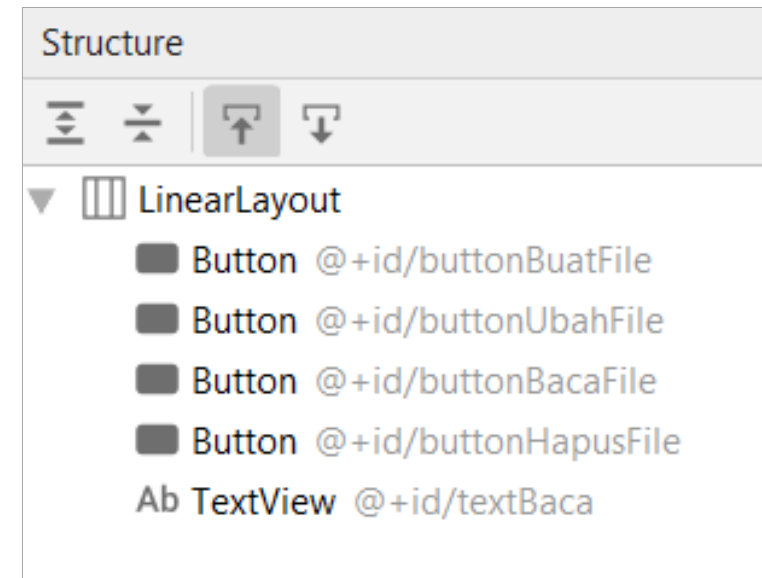 Structure
LinearLayout
Button @+id/buttonBuatFile
Button @+id/buttonUbahFile
Button @+id/buttonBacaFile
Button @+id/buttonHapusFile
Ab TextView @+id/textBaca